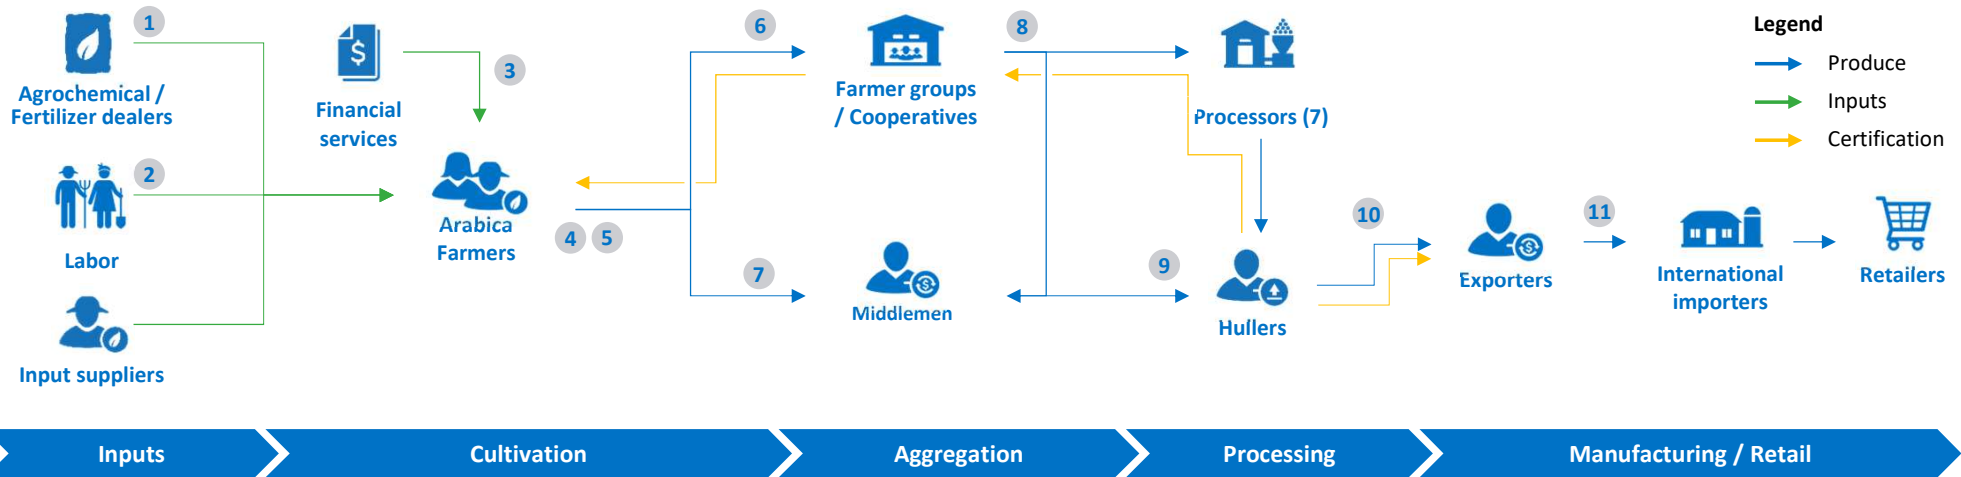 1
Agrochemical /
Fertilizer dealers
2
Labor
Input suppliers
Financial
services
3
Arabica
Farmers
4 5
6
7
Farmer groups
/ Cooperatives
Middlemen
8
9
Processors (7)
Hullers
10
Exporters
11
International
importers
Retailers
Legend
Produce
Inputs
Certification
Inputs
Cultivation
Aggregation
Processing
Manufacturing / Retail